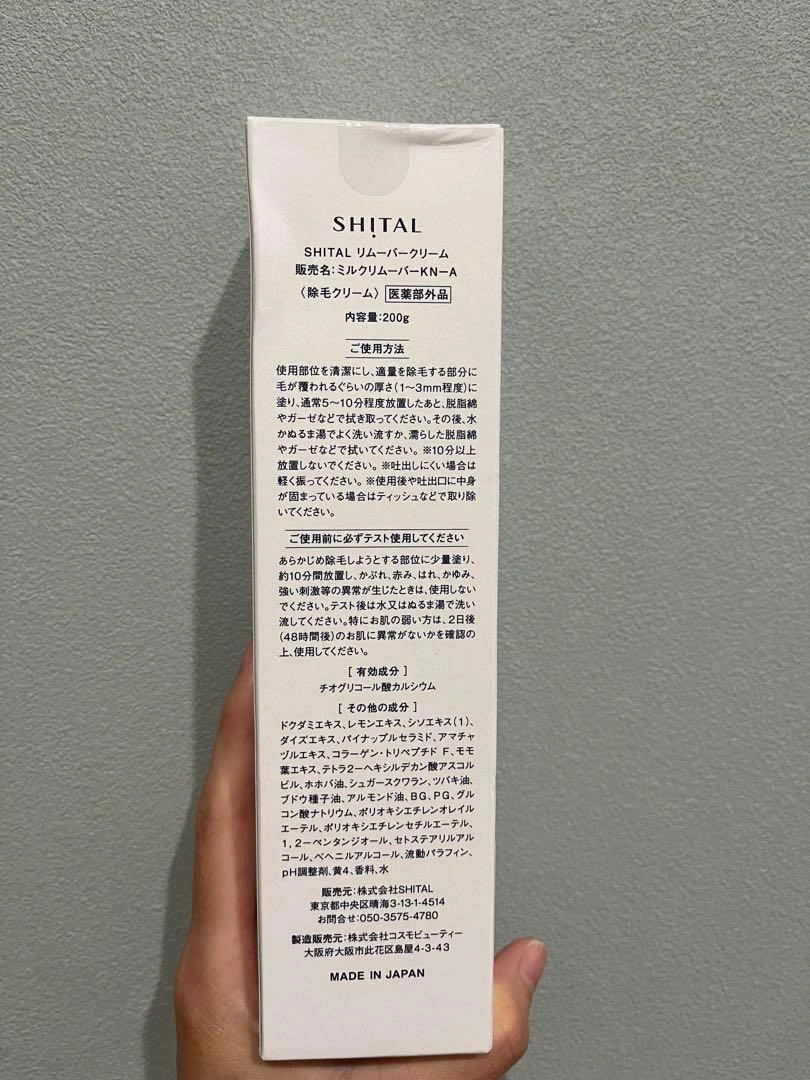 SHITAL
SHITAL リムーバークリーム
販売名:ミルクリムーバーKN-A
〈除毛クリーム〉 医薬部外品
内容量:200g
ご使用方法
使用部位を清潔にし、適量を除毛する部分に
毛が覆われるぐらいの厚さ(1〜3mm程度)に
塗り、通常5〜10分程度放置したあと、脱脂綿
やガーゼなどで拭き取ってください。その後、水
かぬるま湯でよく洗い流すか、濡らした脱脂綿
やガーゼなどで拭いてください。※10分以上
放置しないでください。※吐出しにくい場合は
軽く振ってください。※使用後や吐出口に中身
が固まっている場合はティッシュなどで取り除
いてください。
ご使用前に必ずテスト使用してください
あらかじめ除毛しようとする部位に少量塗り、
約10分間放置し、かぶれ、赤み、はれ、かゆみ、
強い刺激等の異常が生じたときは、使用しない
でください。テスト後は水又はぬるま湯で洗い
流してください。特にお肌の弱い方は、2日後
(48時間後)のお肌に異常がないかを確認の
上、使用してください。
[ 有効成分 ]
チオグリコール酸カルシウム
[ その他の成分 ]
ドクダミエキス、レモンエキス、シソエキス(1)、
ダイズエキス、パイナップルセラミド、アマチャ
ヅルエキス、コラーゲン・トリペプチド F、モモ
葉エキス、テトラ2-ヘキシルデカン酸アスコル
ビル、ホホバ油、シュガースクワラン、ツバキ油、
ブドウ種子油、アルモンド油、BG、PG、グル
コン酸ナトリウム、ポリオキシエチレンオレイル
エーテル、ポリオキシエチレンセチルエーテル、
1,2-ペンタンジオール、セトステアリルアル
コール、ベヘニルアルコール、流動パラフィン、
pH調整剤、黄4、香料、水
販売元:株式会社SHITAL
東京都中央区晴海3-13-1-4514
お問合せ:050-3575-4780
製造販売元:株式会社コスモビューティー
大阪府大阪市此花区島屋4-3-43
MADE IN JAPAN